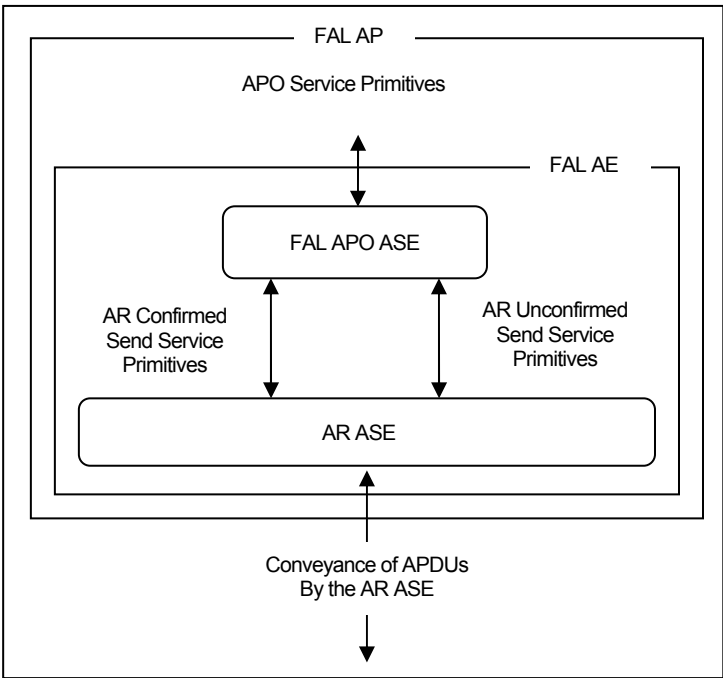 FAL AP
APO Service Primitives
FAL AE
FAL APO ASE
AR Confirmed
Send Service
Primitives
AR Unconfirmed
Send Service
Primitives
AR ASE
Conveyance of APDUs
By the AR ASE